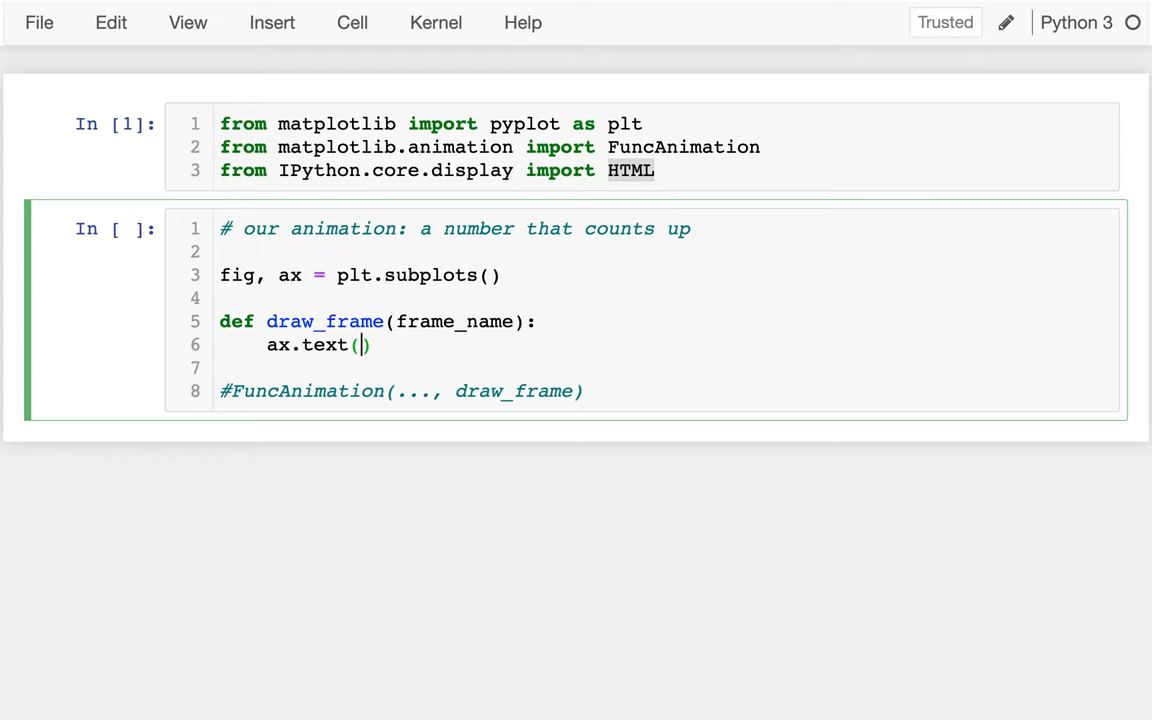 File Edit View Insert Cell Kernel Help Trusted Python 3
In [1]:
1 from matplotlib import pyplot as plt
2 from matplotlib.animation import FuncAnimation
3 from IPython.core.display import HTML
In [ ]:
1 # our animation: a number that counts up
2
3 fig, ax = plt.subplots()
4
5 def draw_frame(frame_name):
6     ax.text()
7
8 #FuncAnimation(..., draw_frame)